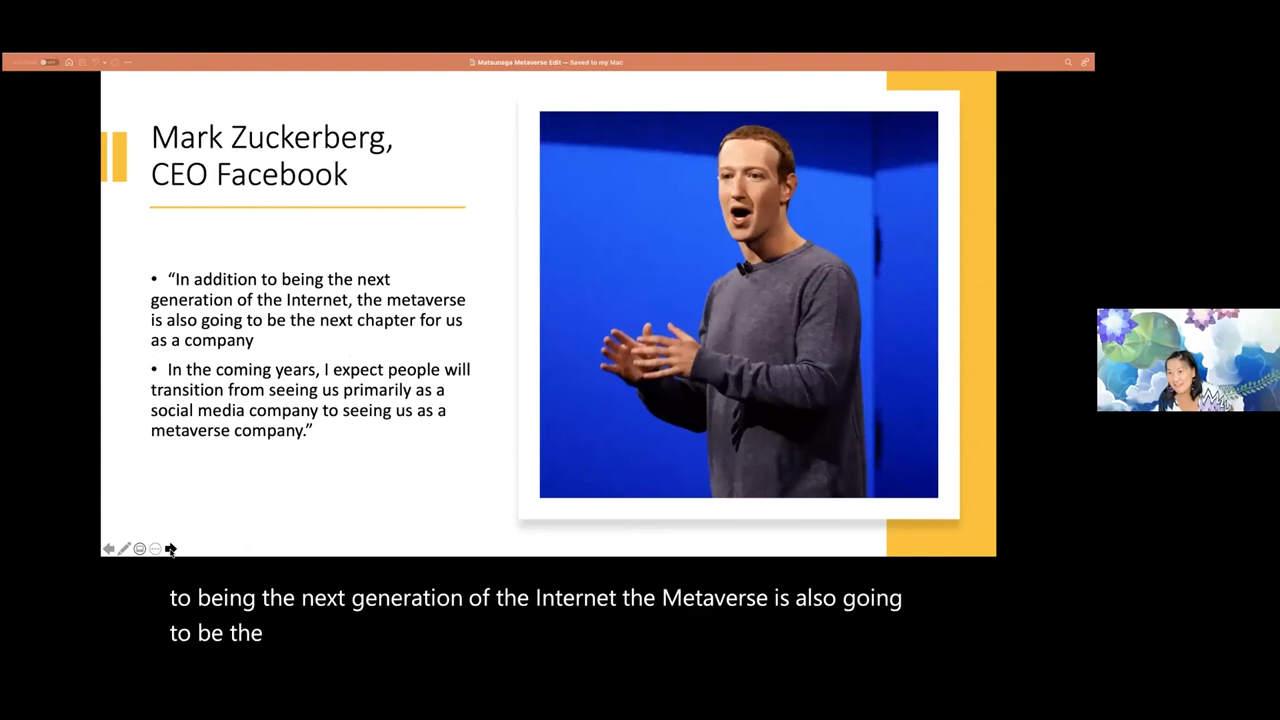 Matsunaga Metaverse Edit — Saved to my Mac
Mark Zuckerberg,
CEO Facebook
• “In addition to being the next
generation of the Internet, the metaverse
is also going to be the next chapter for us
as a company
• In the coming years, I expect people will
transition from seeing us primarily as a
social media company to seeing us as a
metaverse company.”
to being the next generation of the Internet the Metaverse is also going
to be the